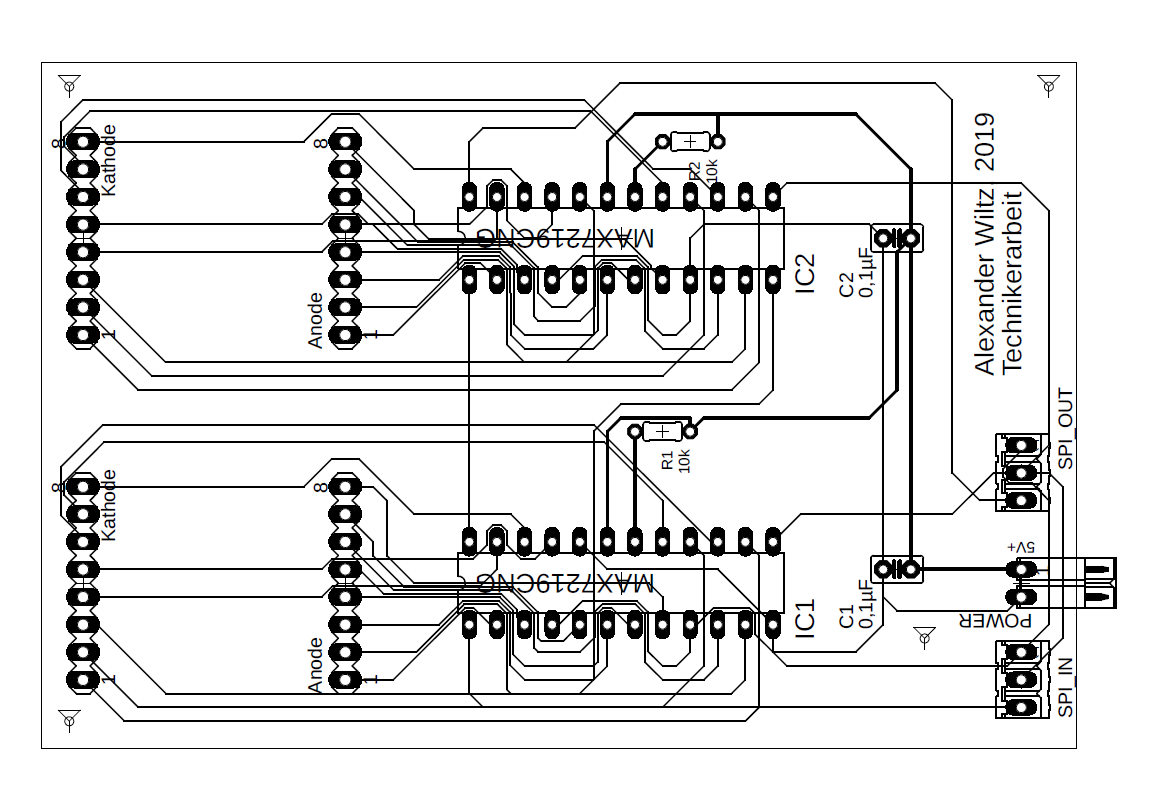 8
Kathode
1
8
Anode
1
MAX7219CNG
IC2
R2
10k
C2
0,1µF
Alexander Wiltz 2019
Technikerarbeit
8
Kathode
1
8
Anode
1
MAX7219CNG
IC1
R1
10k
C1
0,1µF
SPI_OUT
5V+
1
POWER
SPI_IN